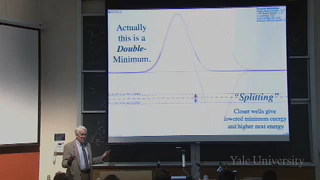 Actually
this is a
Double-
Minimum.
"Splitting"
Closer wells give
lowered minimum energy
and higher next energy.
Yale University